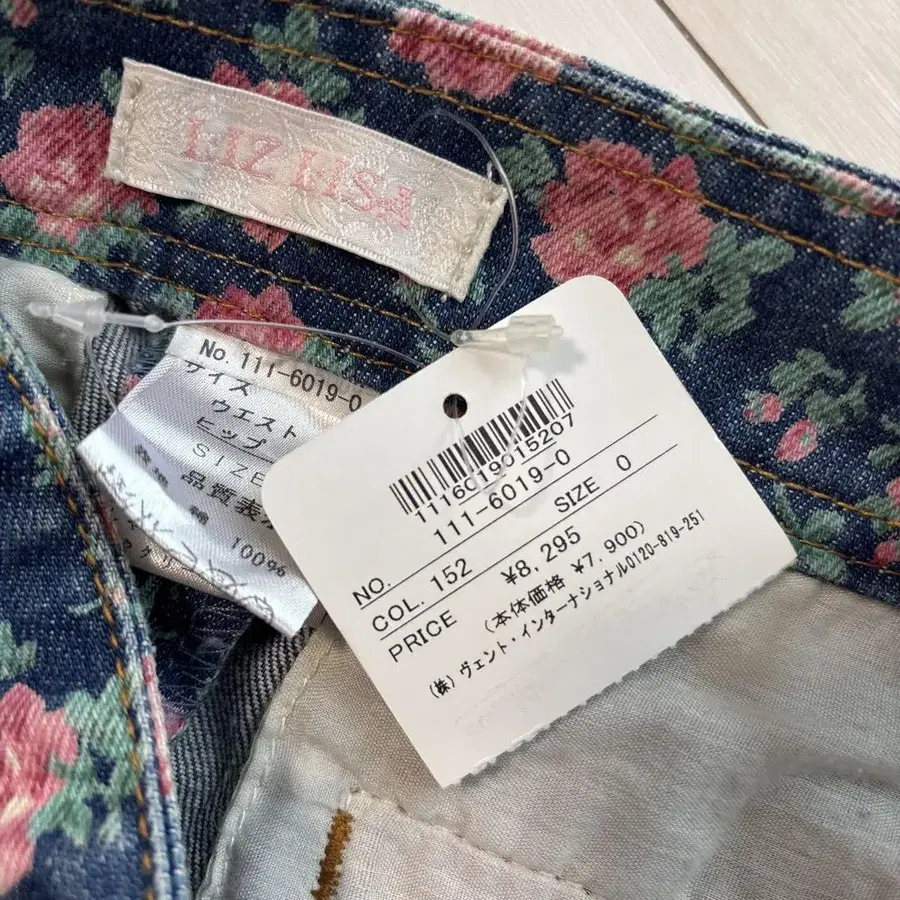 LIZ LISA
No. 111-6019-0
サイズ
ウエスト
ヒップ
SIZE
品質表示
綿 100%
1116019015207
NO. 111-6019-0
COL. 152 SIZE 0
PRICE ¥8,295
(本体価格 ¥7,900)
(株)ヴェント・インターナショナル0120-819-251